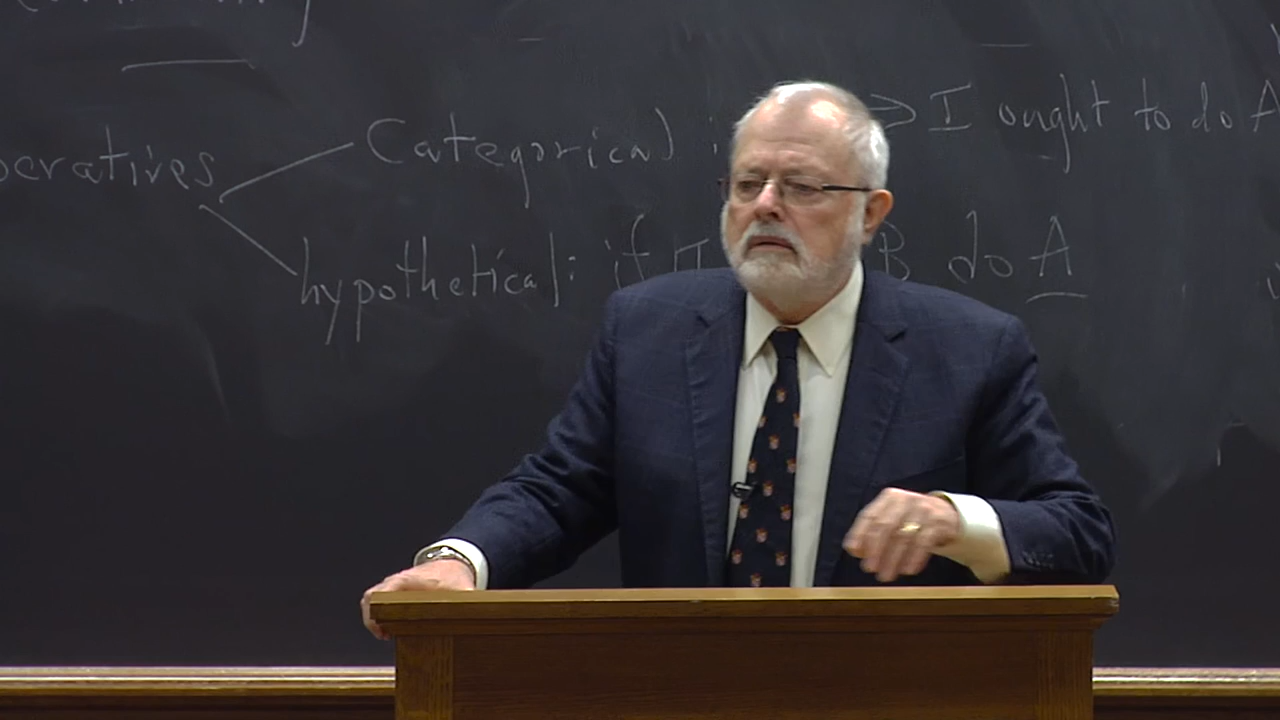 Categorical : ⇒ I ought to do A
peratives
hypothetical: if B do A